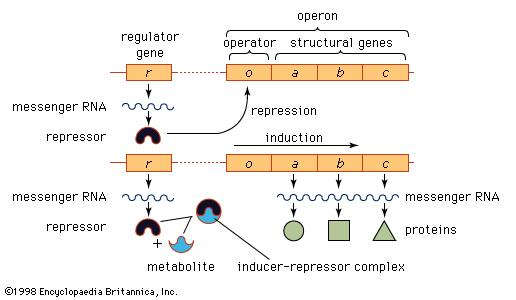 operon
regulator
gene
operator
structural genes
r
o
a
b
c
messenger RNA
repression
repressor
induction
r
o
a
b
c
messenger RNA
messenger RNA
repressor
+
proteins
metabolite
inducer-repressor complex
©1998 Encyclopaedia Britannica, Inc.